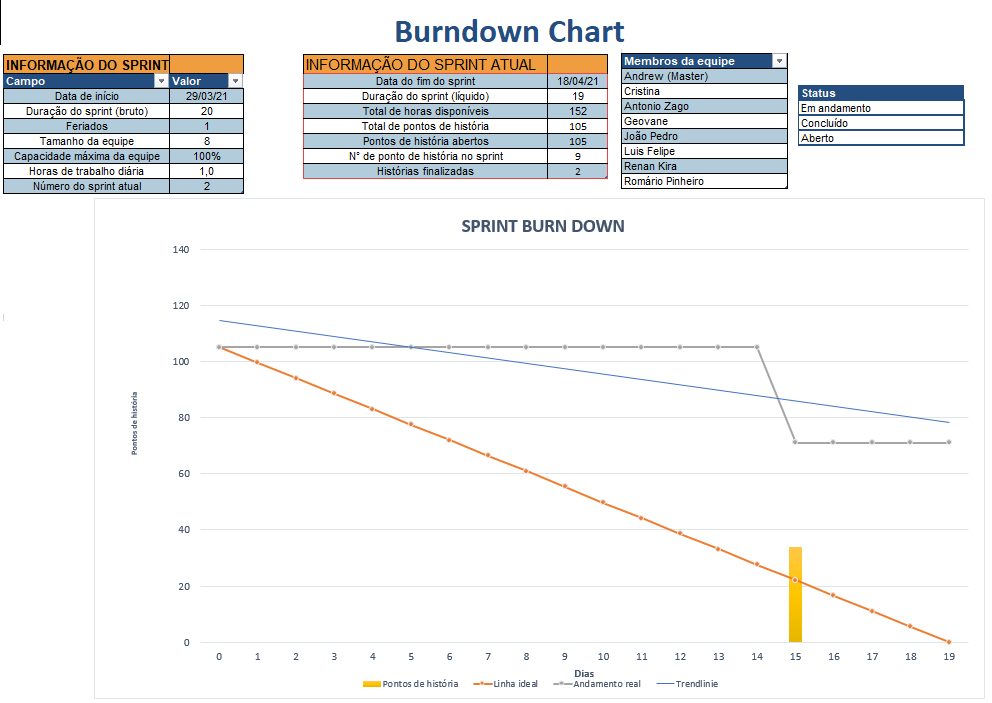 Burndown Chart
INFORMAÇÃO DO SPRINT
Campo Valor
Data de início 29/03/21
Duração do sprint (bruto) 20
Feriados 1
Tamanho da equipe 8
Capacidade máxima da equipe 100%
Horas de trabalho diária 1,0
Número do sprint atual 2
INFORMAÇÃO DO SPRINT ATUAL
Data do fim do sprint 18/04/21
Duração do sprint (líquido) 19
Total de horas disponíveis 152
Total de pontos de história 105
Pontos de história abertos 105
N° de ponto de história no sprint 9
Histórias finalizadas 2
Membros da equipe
Andrew (Master)
Cristina
Antonio Zago
Geovane
João Pedro
Luis Felipe
Renan Kira
Romário Pinheiro
Status
Em andamento
Concluído
Aberto
SPRINT BURN DOWN
140
120
100
80
60
40
20
0
Pontos de história
0 1 2 3 4 5 6 7 8 9 10 11 12 13 14 15 16 17 18 19
Dias
Pontos de história Linha ideal Andamento real Trendlinie